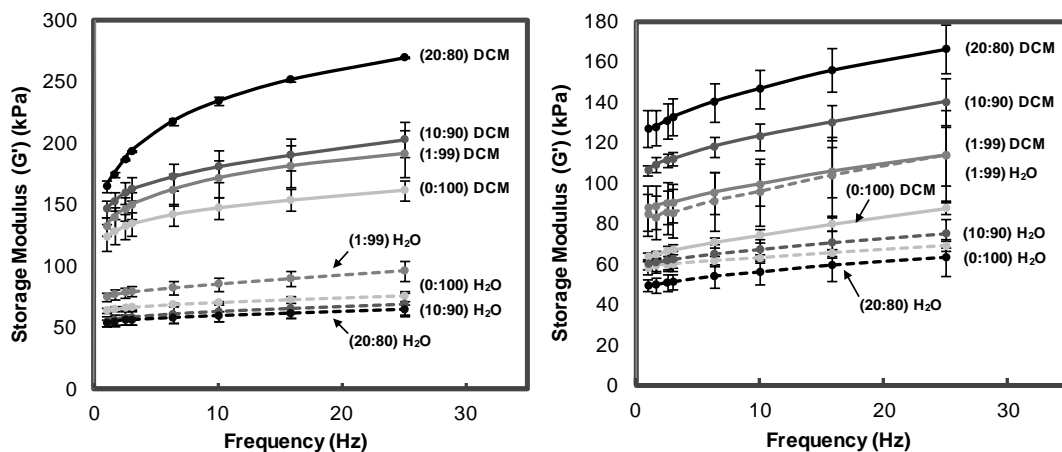 300
250
200
150
100
50
0
Storage Modulus (G') (kPa)
(20:80) DCM
(10:90) DCM
(1:99) DCM
(0:100) DCM
(1:99) H₂O
(0:100) H₂O
(10:90) H₂O
(20:80) H₂O
0 10 20 30
Frequency (Hz)
180
160
140
120
100
80
60
40
20
0
Storage Modulus (G') (kPa)
(20:80) DCM
(10:90) DCM
(1:99) DCM
(1:99) H₂O
(0:100) DCM
(10:90) H₂O
(0:100) H₂O
(20:80) H₂O
0 10 20 30
Frequency (Hz)